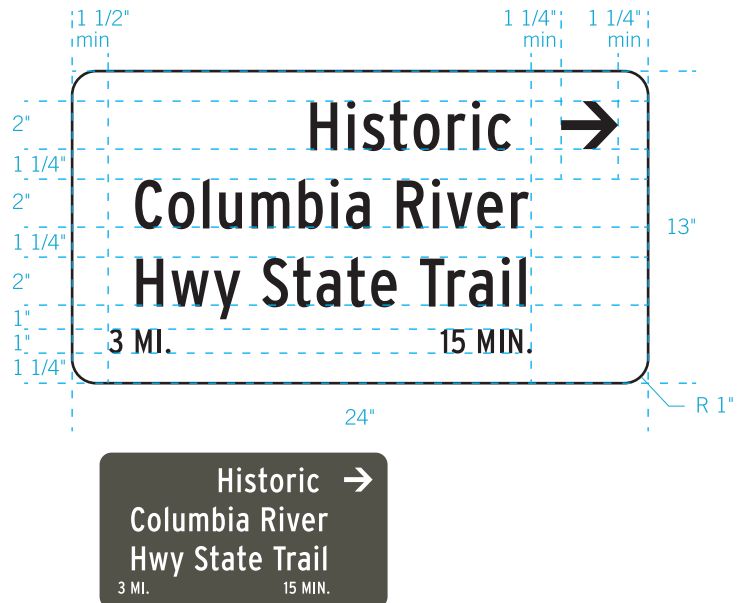 1 1/2" 1 1/4" 1 1/4"
min min min
2" Historic →
1 1/4"
2" Columbia River
1 1/4" 13"
2" Hwy State Trail
1"
1" 3 MI. 15 MIN.
1 1/4"
R 1"
24"
Historic →
Columbia River
Hwy State Trail
3 MI. 15 MIN.